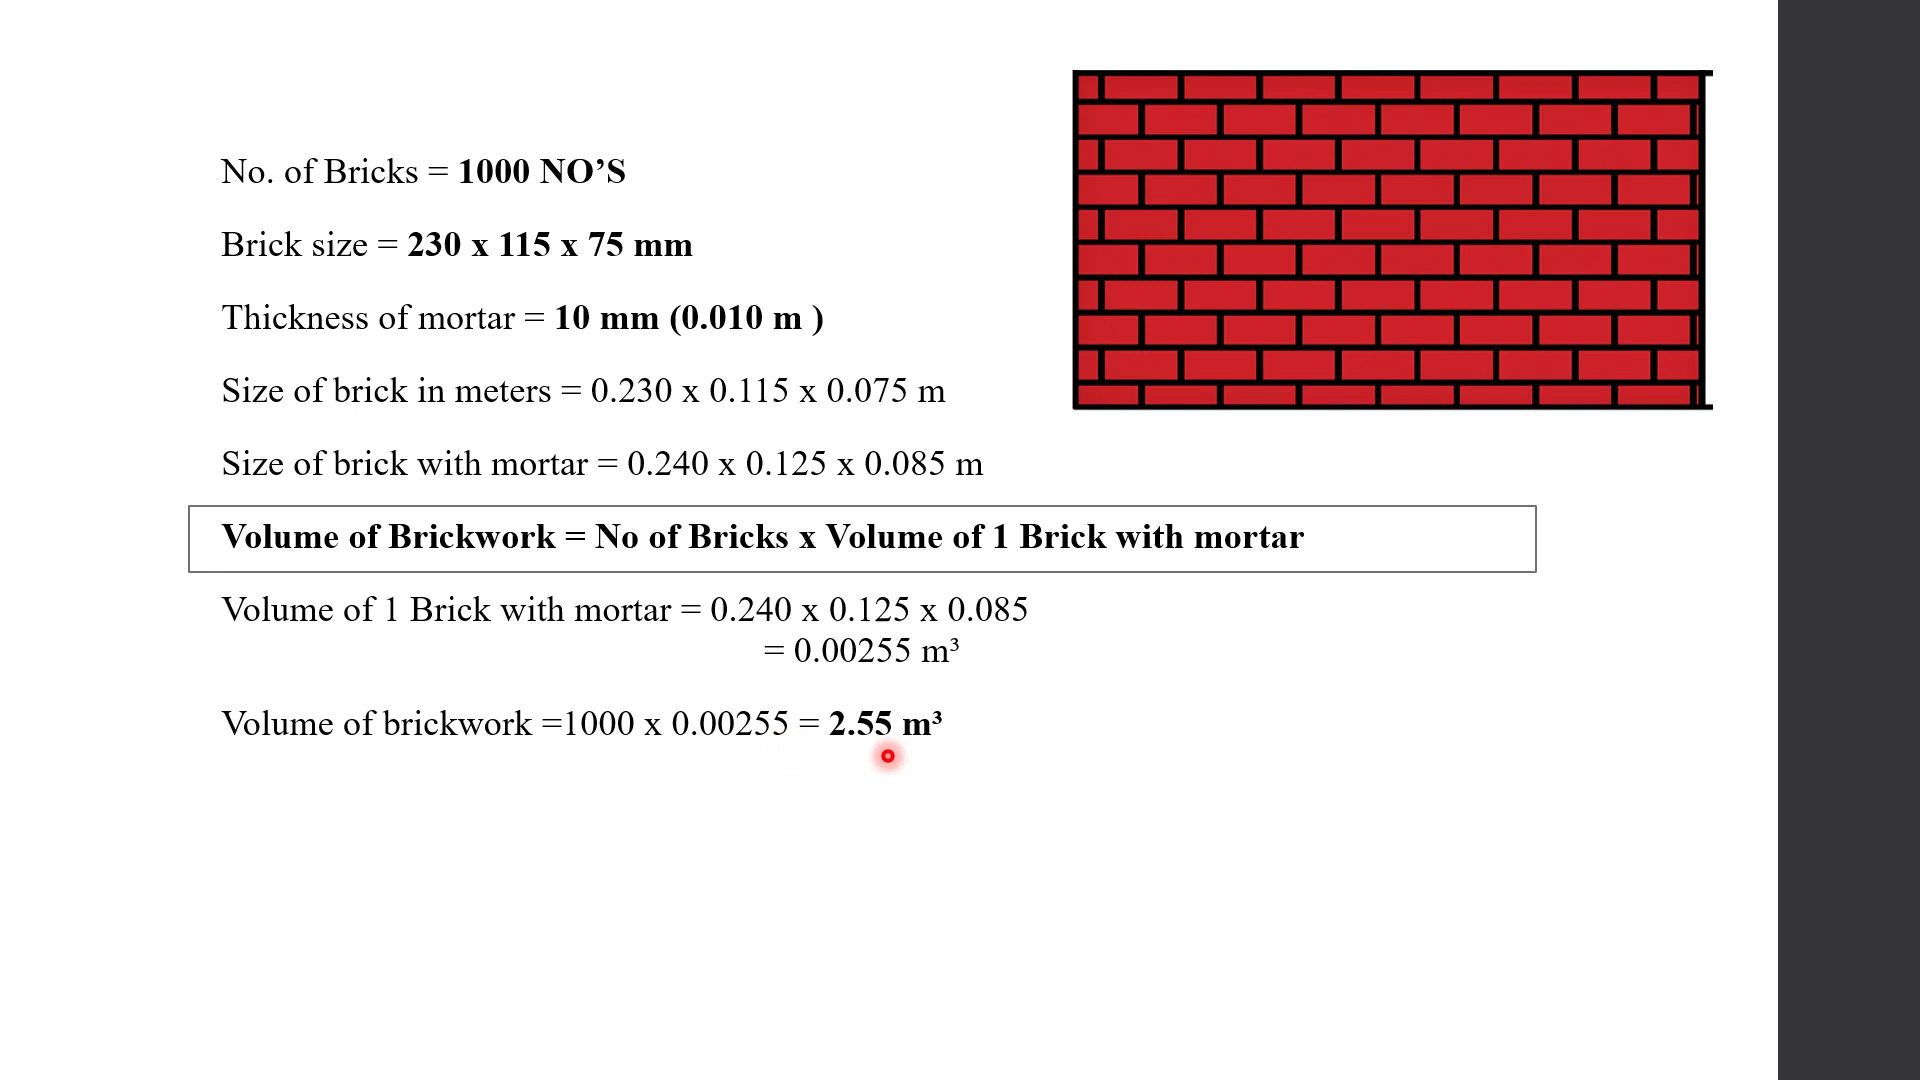 No. of Bricks = 1000 NO’S
Brick size = 230 x 115 x 75 mm
Thickness of mortar = 10 mm (0.010 m )
Size of brick in meters = 0.230 x 0.115 x 0.075 m
Size of brick with mortar = 0.240 x 0.125 x 0.085 m
Volume of Brickwork = No of Bricks x Volume of 1 Brick with mortar
Volume of 1 Brick with mortar = 0.240 x 0.125 x 0.085
= 0.00255 m³
Volume of brickwork =1000 x 0.00255 = 2.55 m³